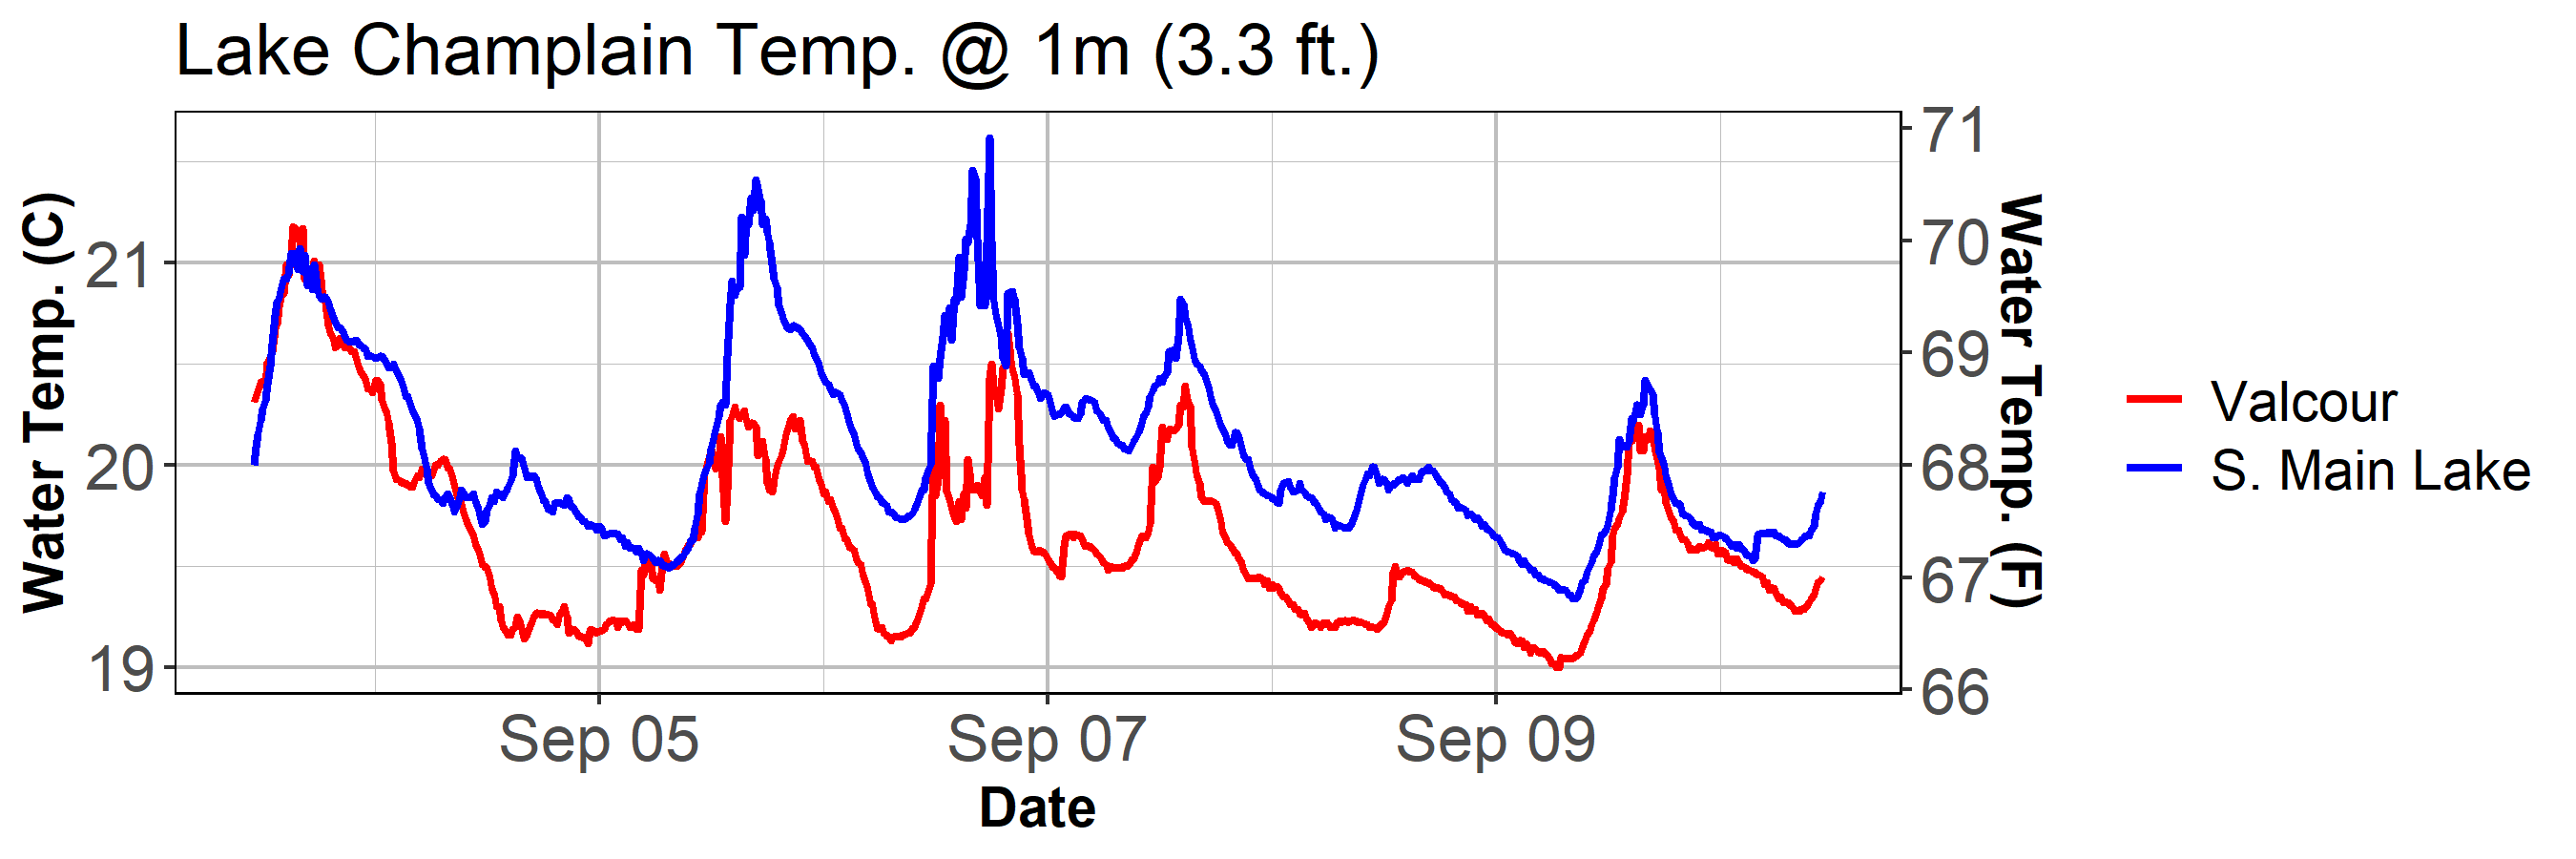 Lake Champlain Temp. @ 1m (3.3 ft.)
Water Temp. (C)
21
20
19
71
70
69
68
67
66
Water Temp. (F)
Sep 05
Sep 07
Sep 09
Date
Valcour
S. Main Lake